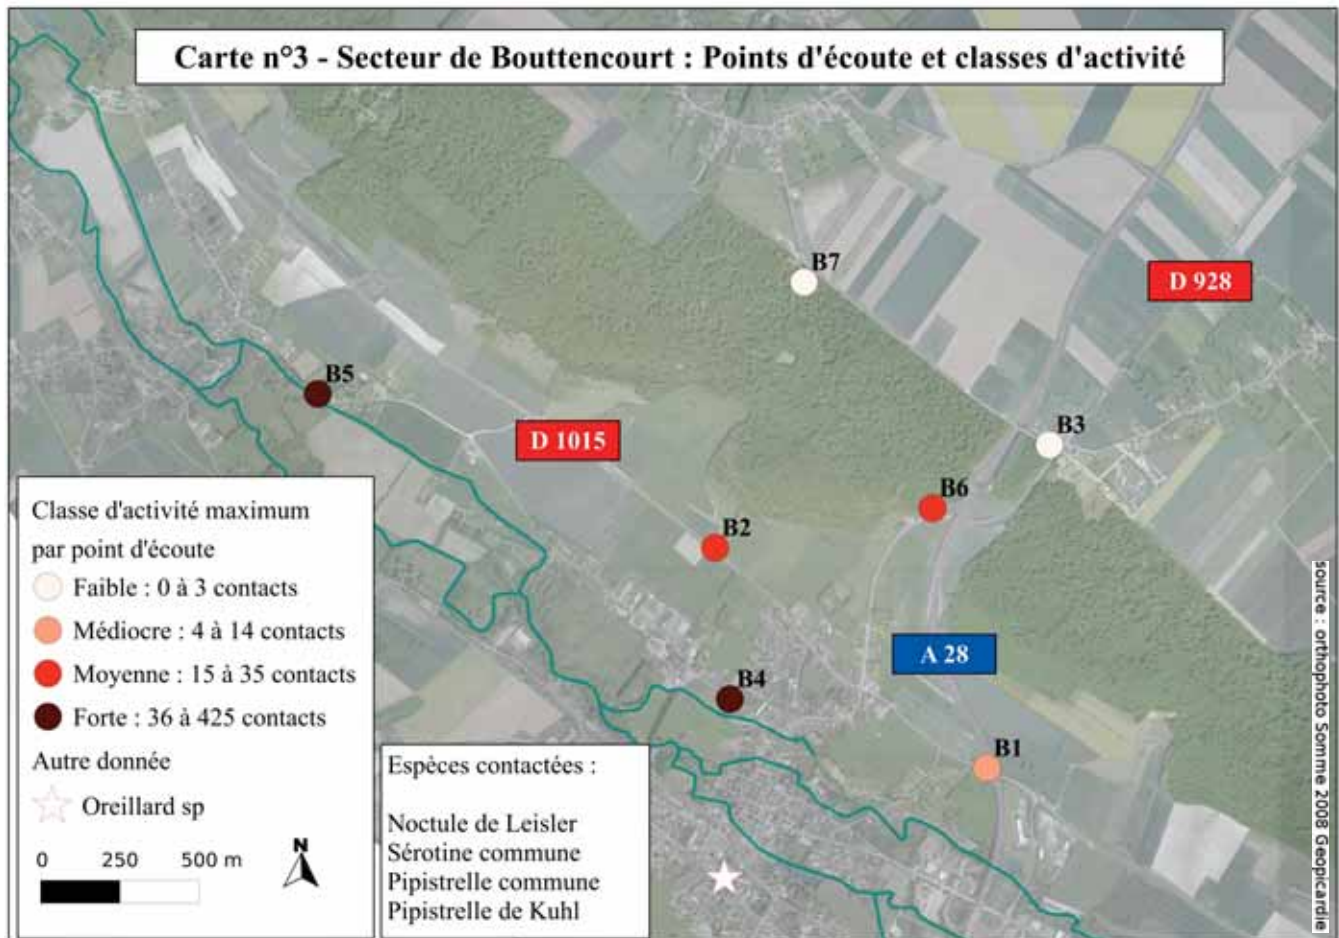 Carte n°3 - Secteur de Bouttencourt : Points d'écoute et classes d'activité
B7
D 928
B5
B3
D 1015
B6
B2
A 28
B4
B1
Classe d'activité maximum
par point d'écoute
Faible : 0 à 3 contacts
Médiocre : 4 à 14 contacts
Moyenne : 15 à 35 contacts
Forte : 36 à 425 contacts
Autre donnée
Oreillard sp
0 250 500 m
N
Espèces contactées :
Noctule de Leisler
Sérotine commune
Pipistrelle commune
Pipistrelle de Kuhl
source : orthophoto Somme 2008 Geopicardie